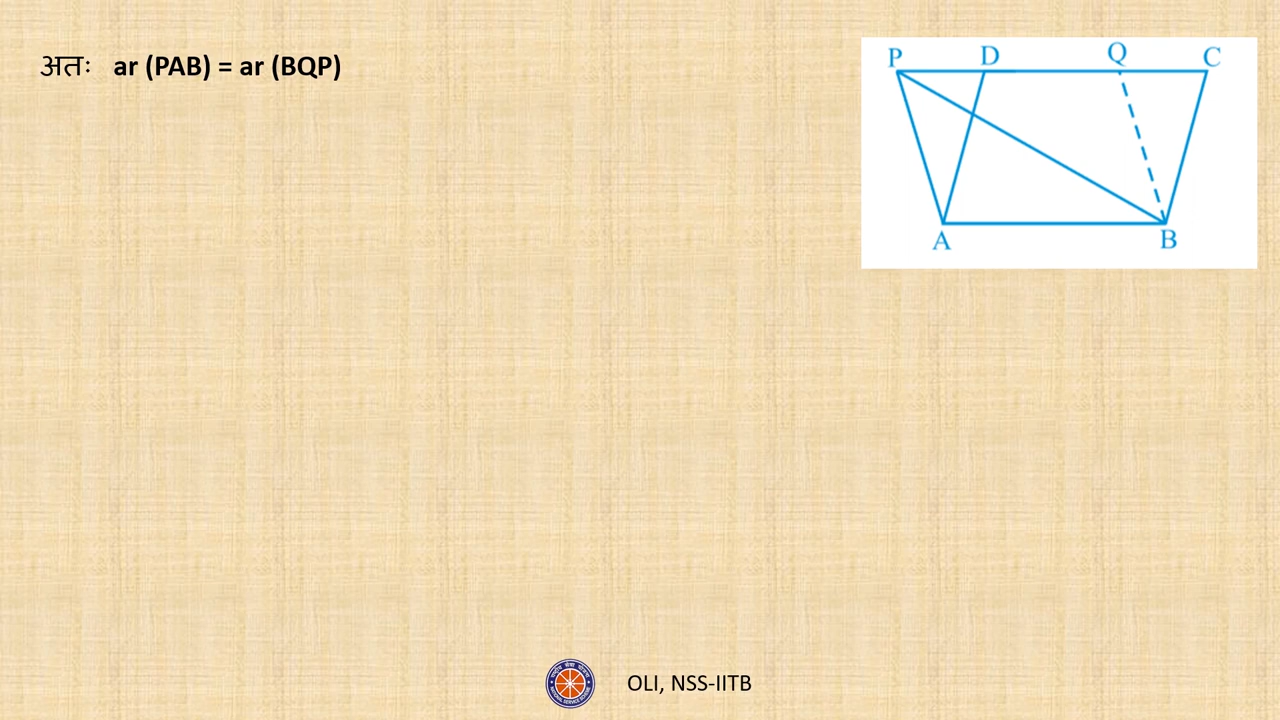 अतः ar (PAB) = ar (BQP)
P D Q C
A B
OLI, NSS-IITB